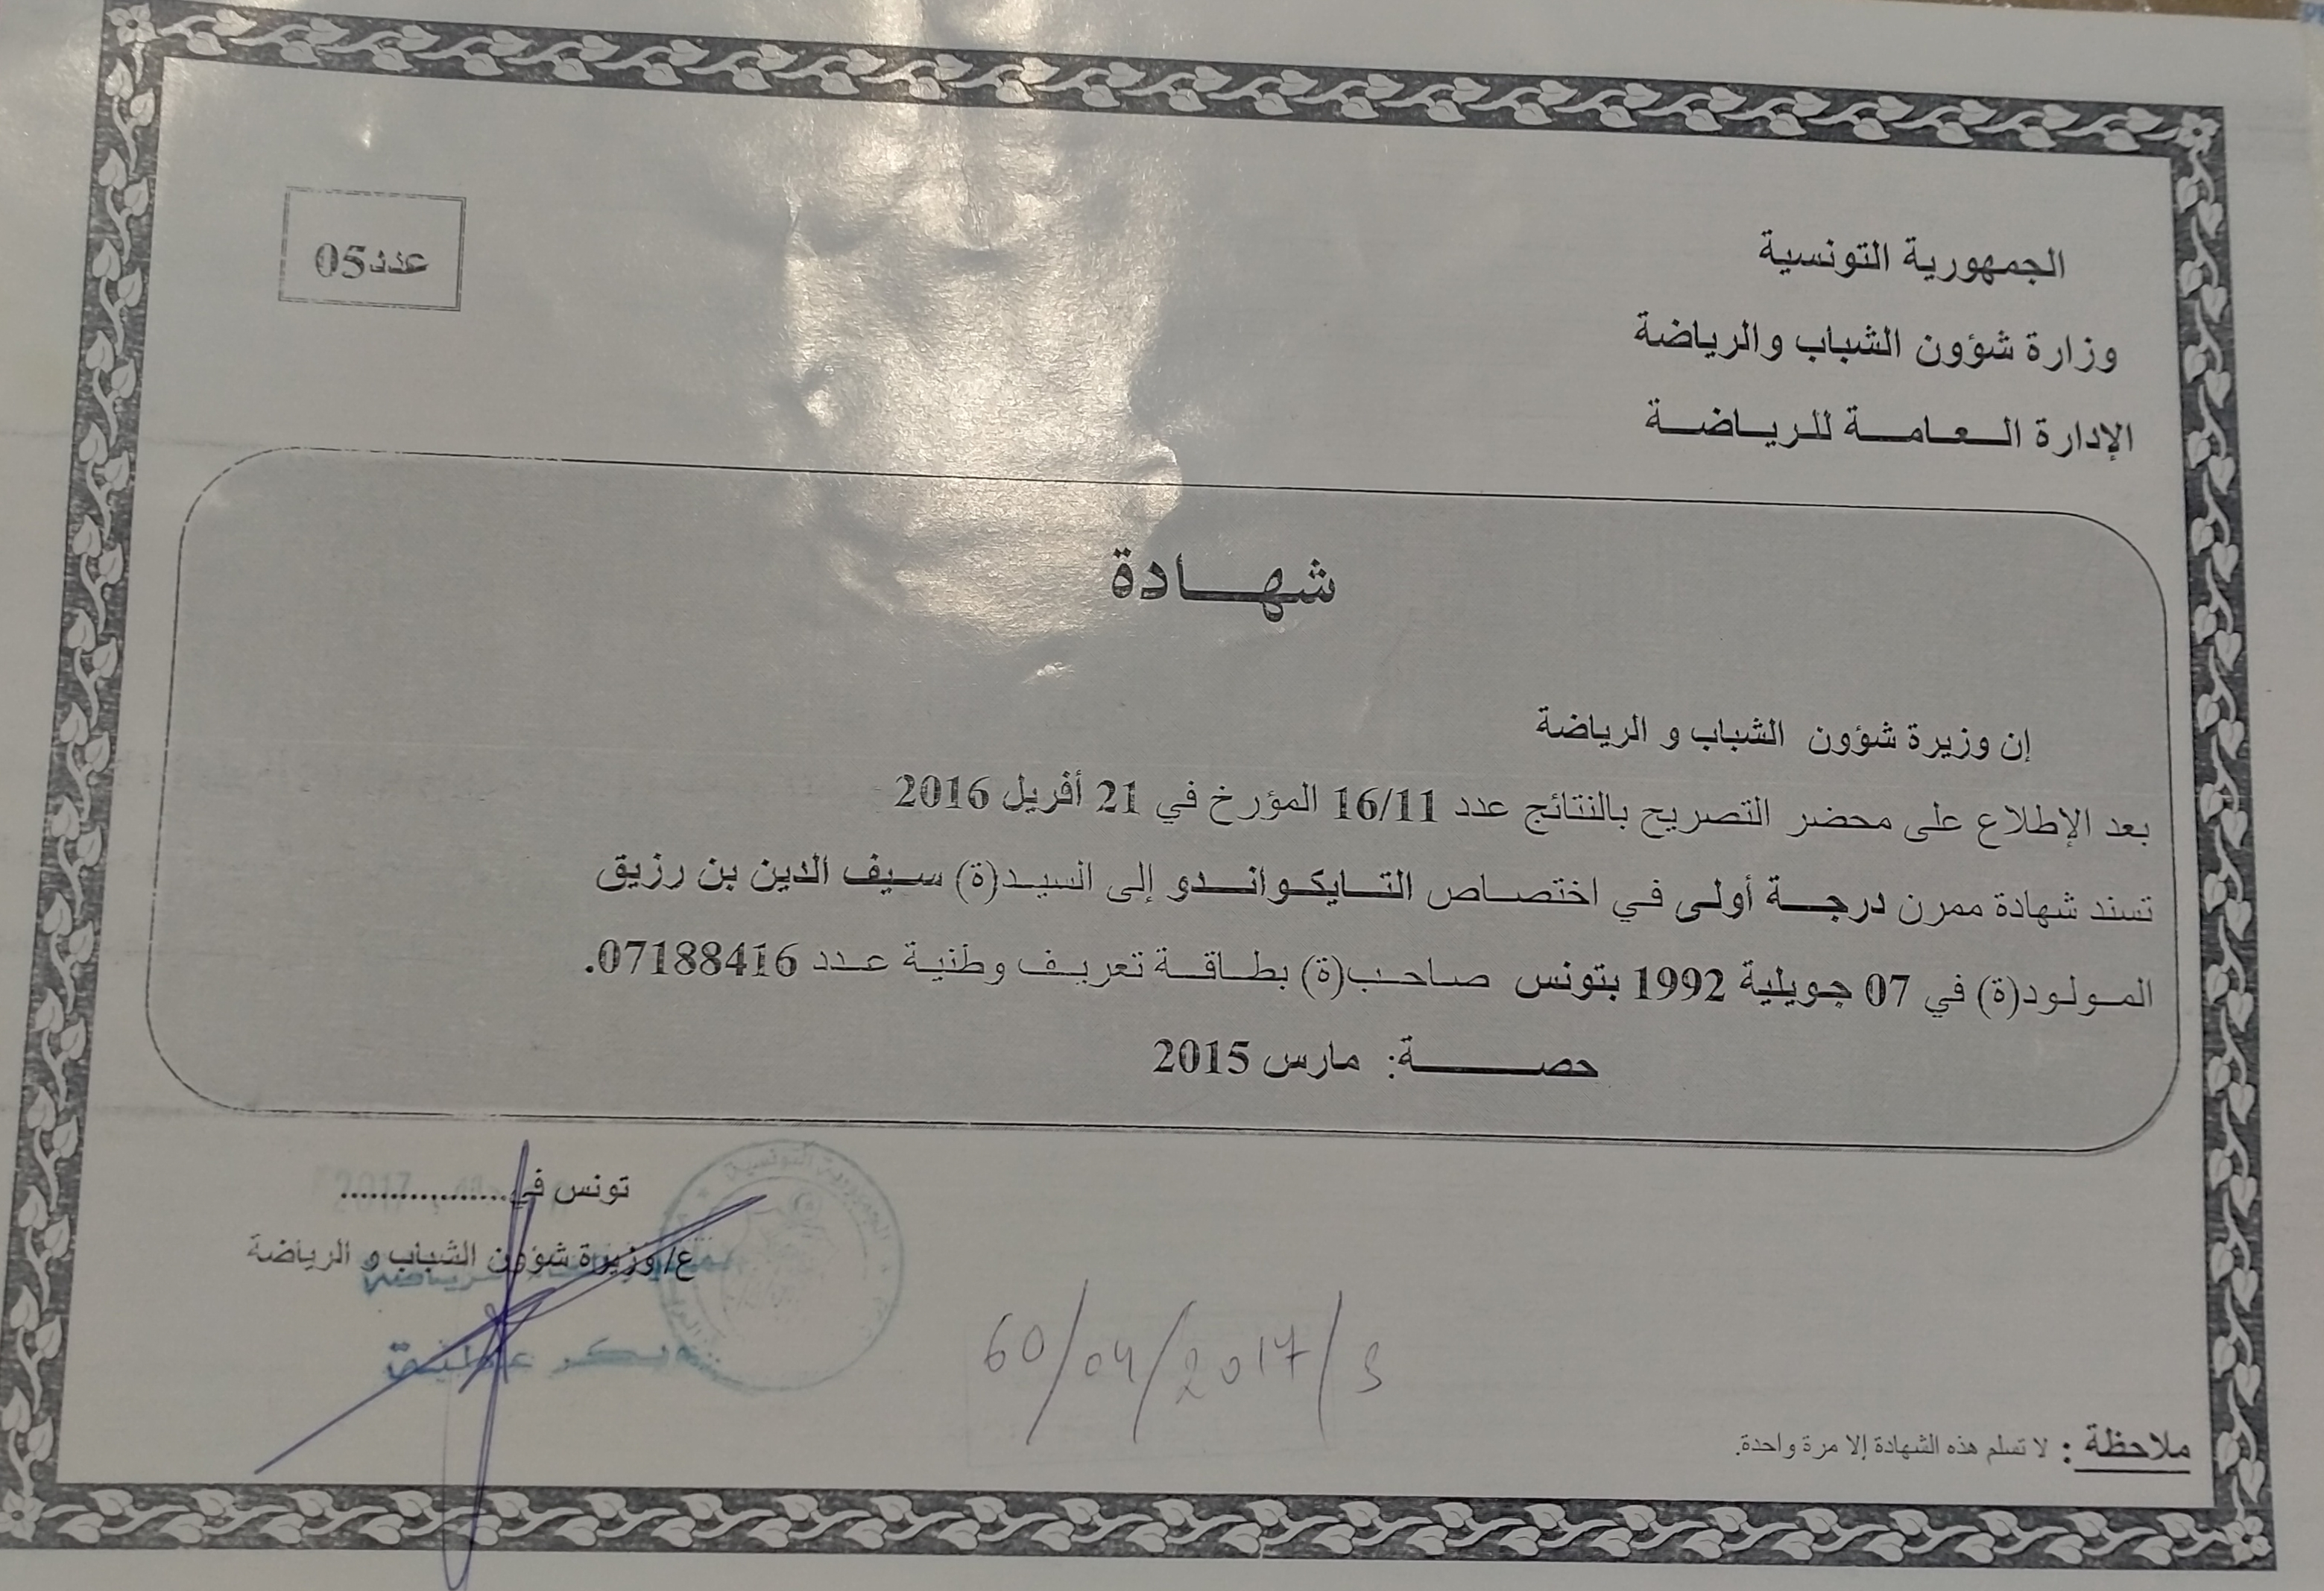 الجمهورية التونسية
وزارة شؤون الشباب والرياضة
الإدارة العامة للرياضة
عدد05
شهادة
إن وزيرة شؤون الشباب و الرياضة
بعد الإطلاع على محضر التصريح بالنتائج عدد 16/11 المؤرخ في 21 أفريل 2016
تسند شهادة ممرن درجة أولى في اختصاص التايكواندو إلى السيد(ة) سيف الدين بن رزيق
المولود(ة) في 07 جويلية 1992 بتونس صاحب(ة) بطاقة تعريف وطنية عدد 07188416.
حصة: مارس 2015
تونس في................. 2017
ع/ وزيرة شؤون الشباب و الرياضة
60/04/2017/S
ملاحظة : لا تسلم هذه الشهادة إلا مرة واحدة.